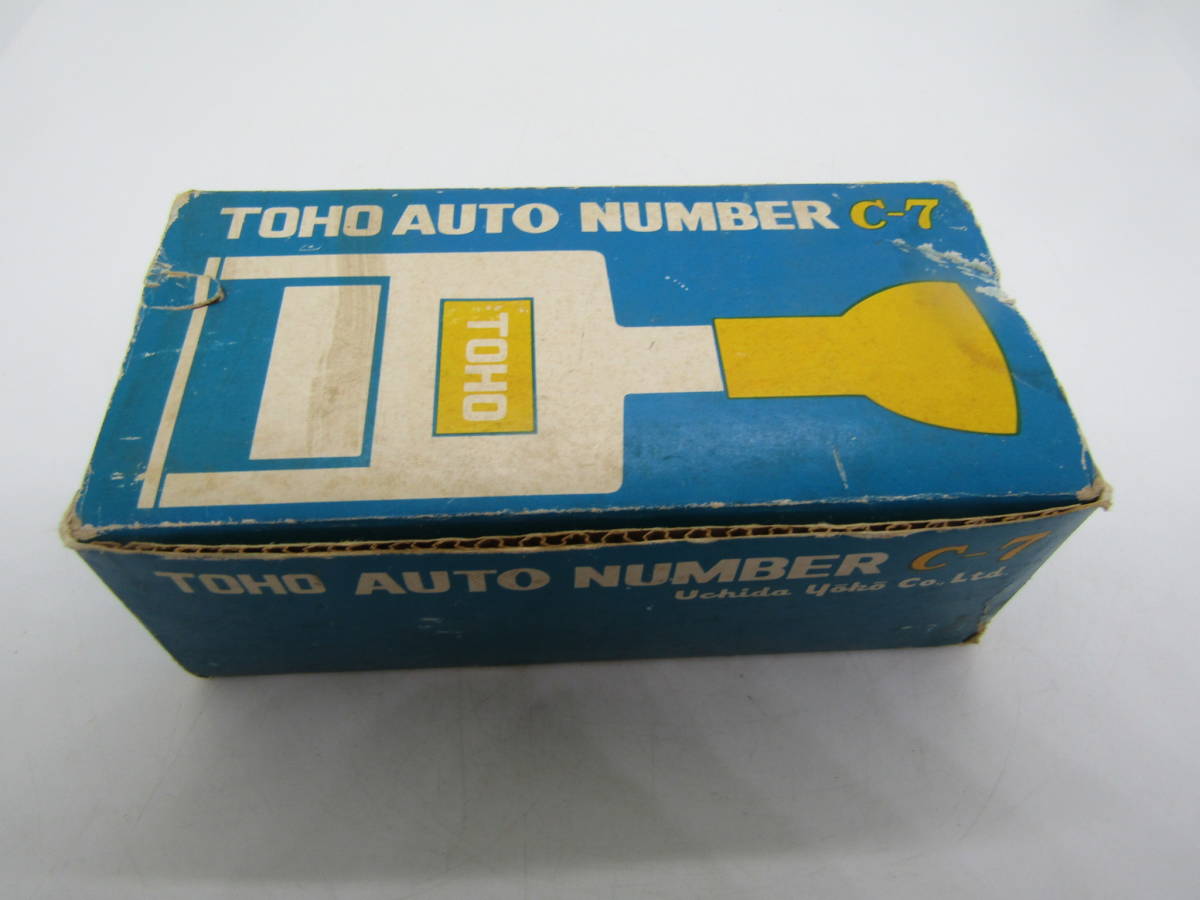 TOHO AUTO NUMBER C-7
TOHO
TOHO AUTO NUMBER C-7
Uchida Yōkō Co., Ltd